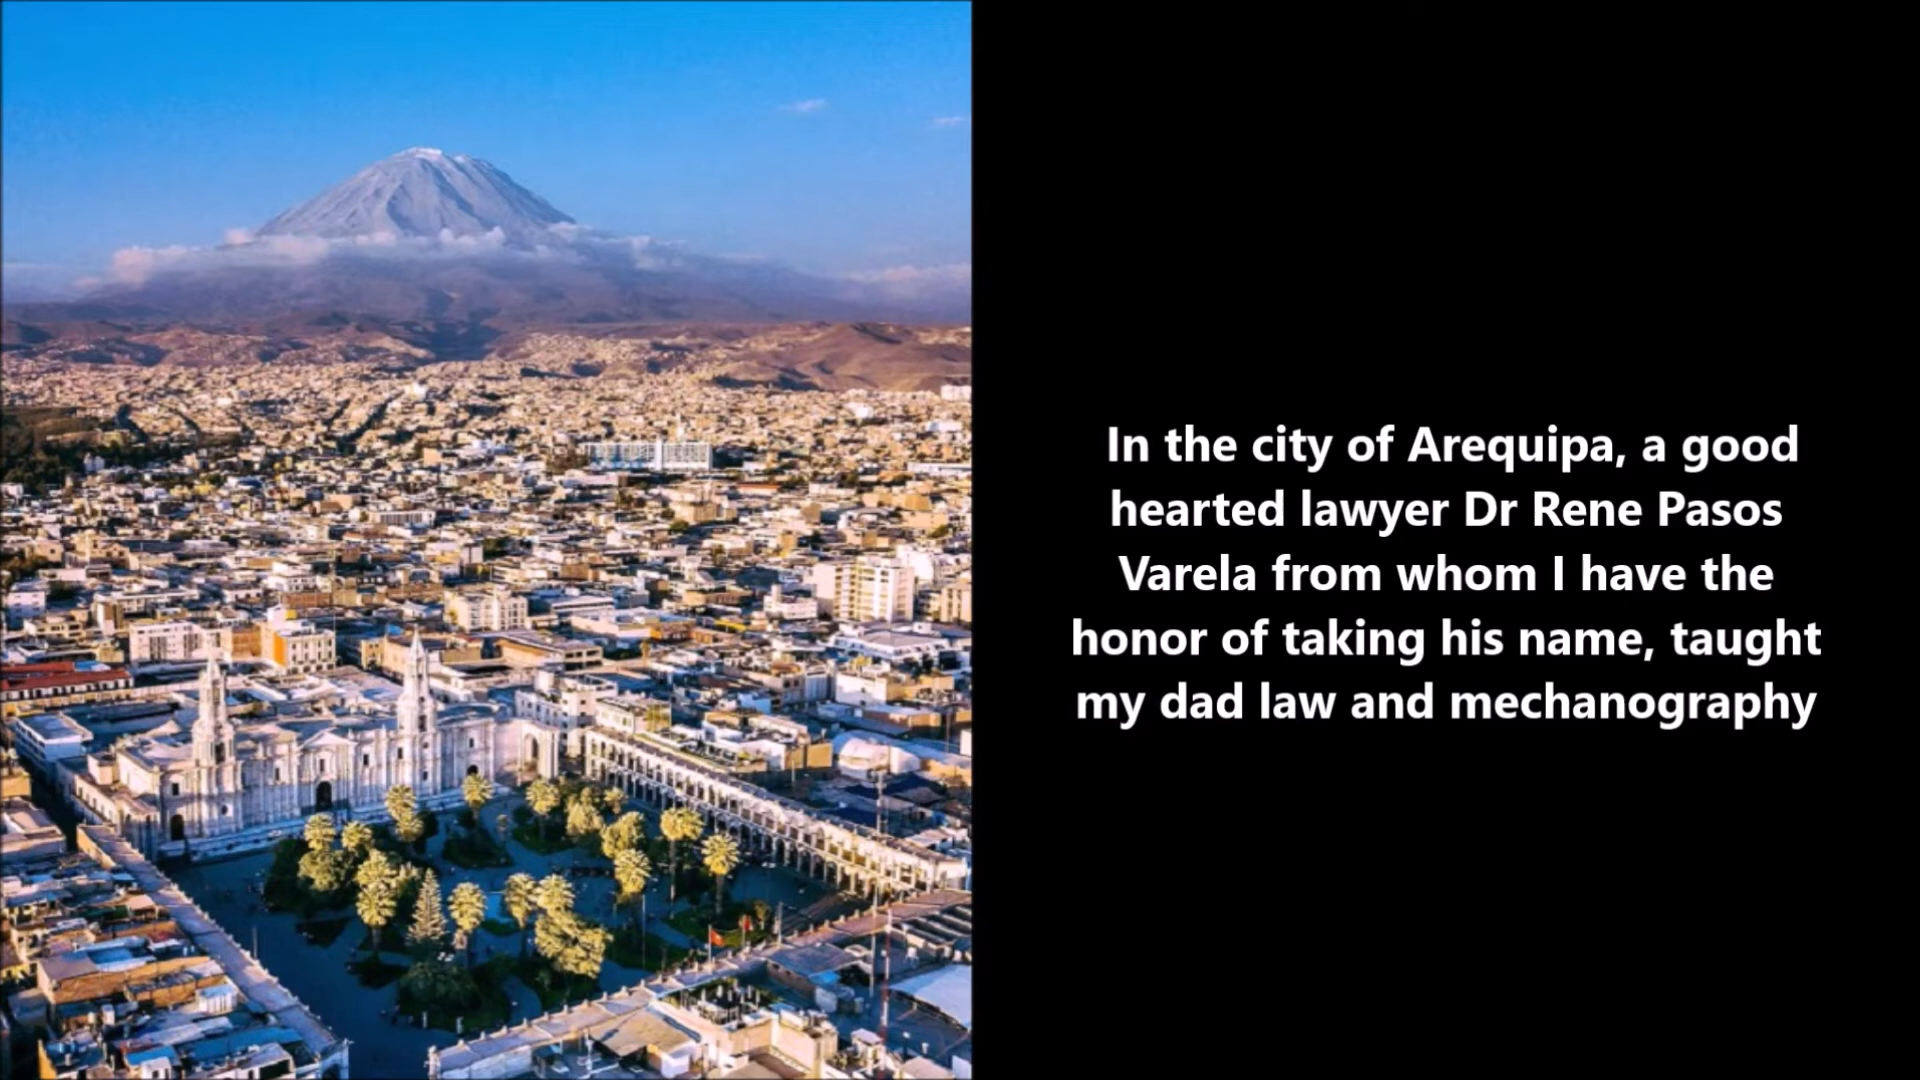 In the city of Arequipa, a good
hearted lawyer Dr Rene Pasos
Varela from whom I have the
honor of taking his name, taught
my dad law and mechanography